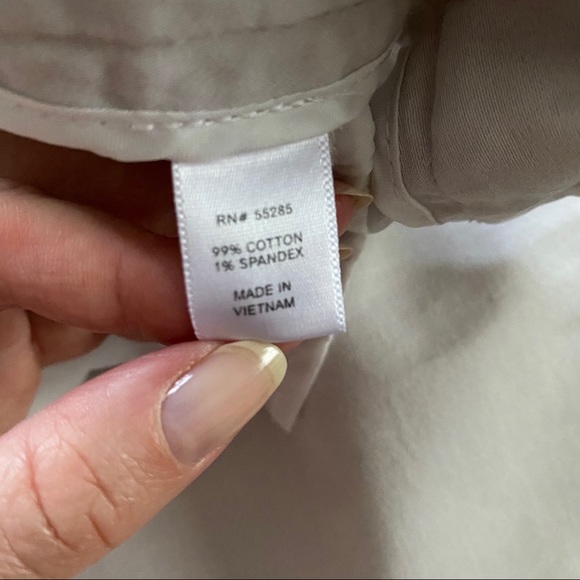 RN# 55285
99% COTTON
1% SPANDEX
MADE IN
VIETNAM